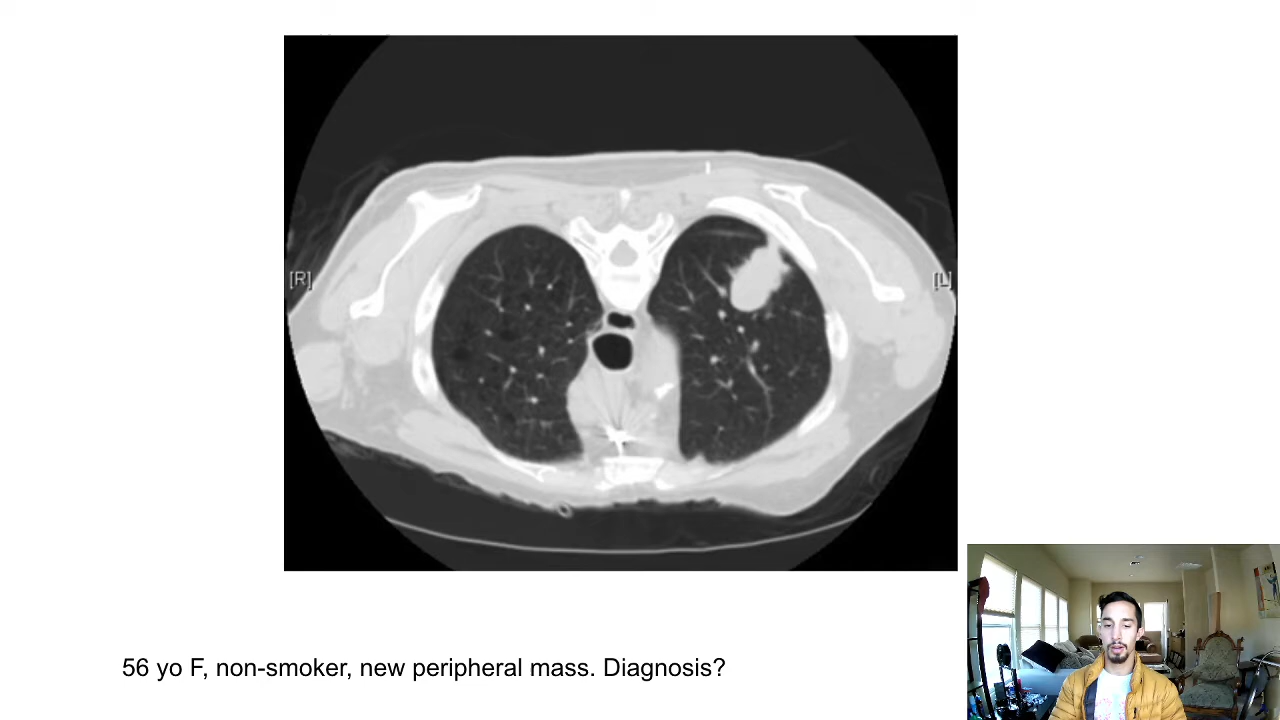 [R]
[L]
56 yo F, non-smoker, new peripheral mass. Diagnosis?